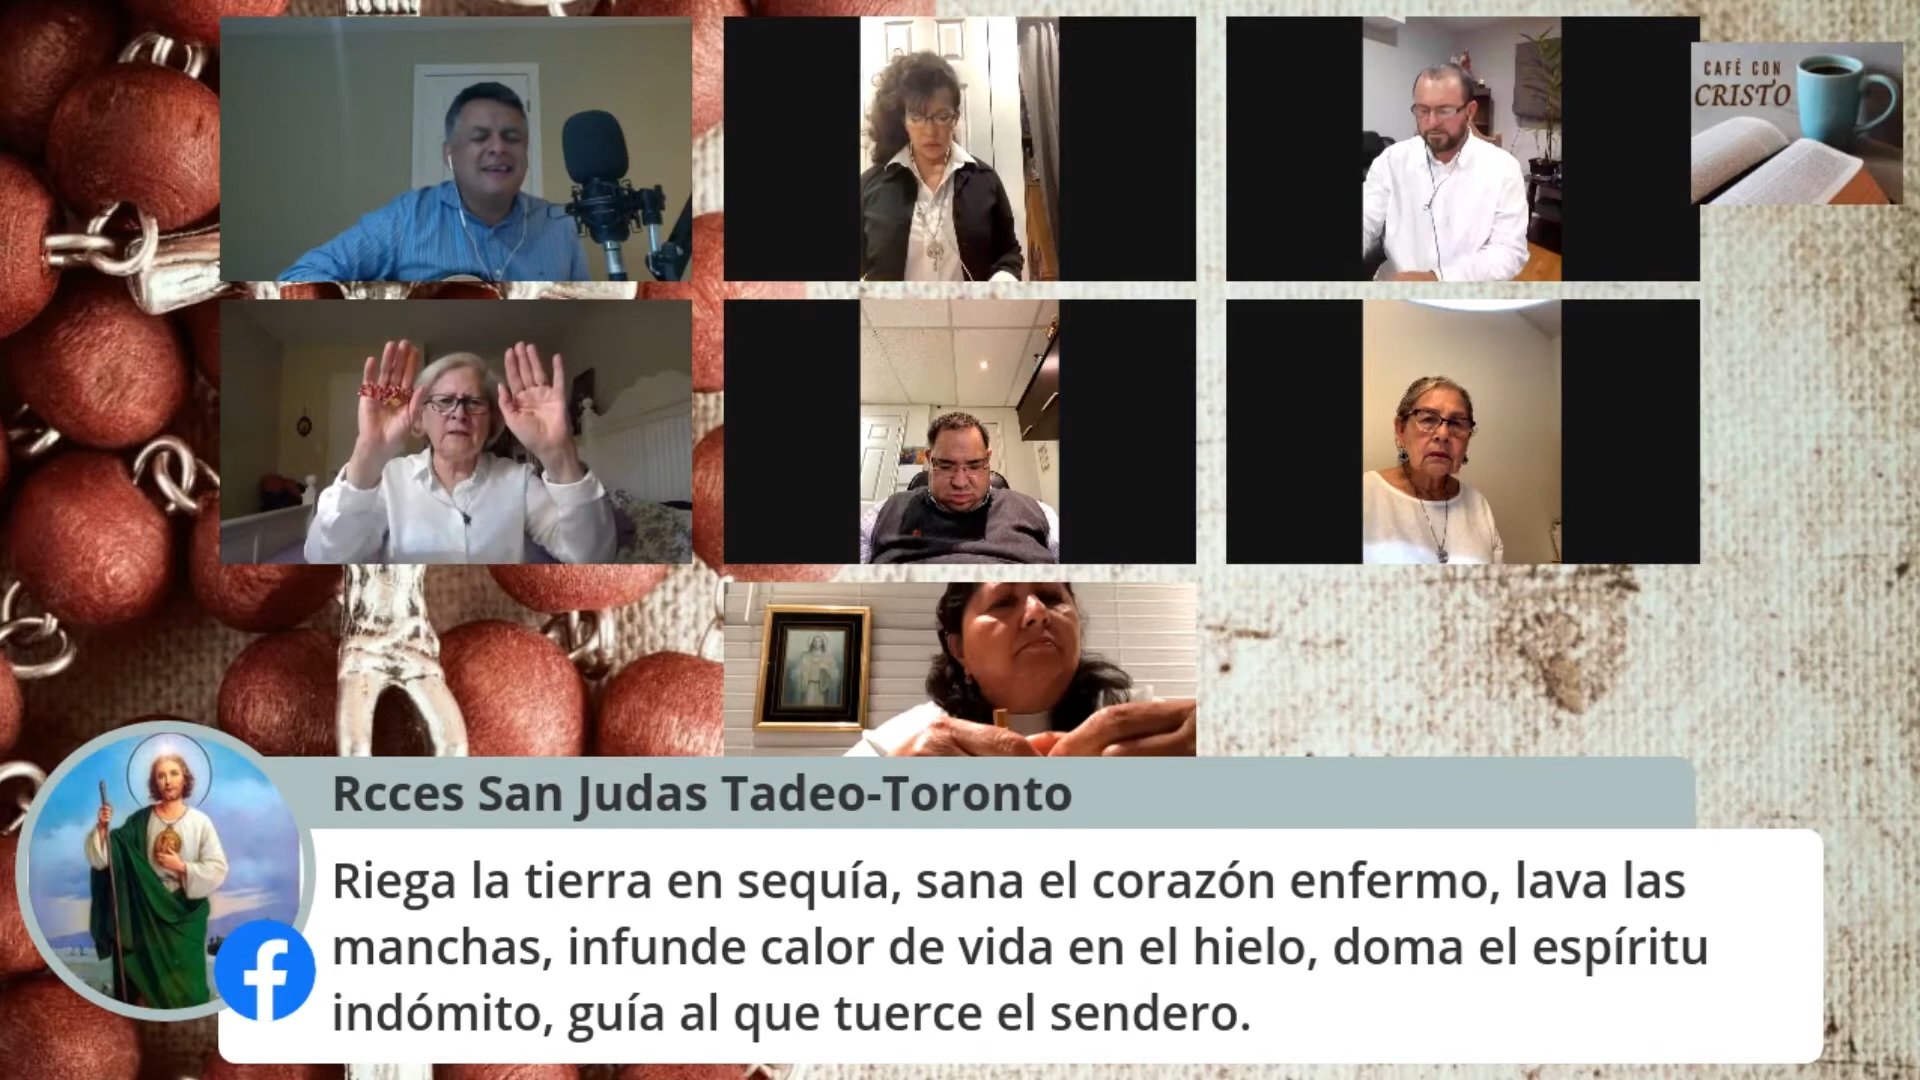 CAFÉ CON
CRISTO
Rcces San Judas Tadeo-Toronto
Riega la tierra en sequía, sana el corazón enfermo, lava las
manchas, infunde calor de vida en el hielo, doma el espíritu
indómito, guía al que tuerce el sendero.